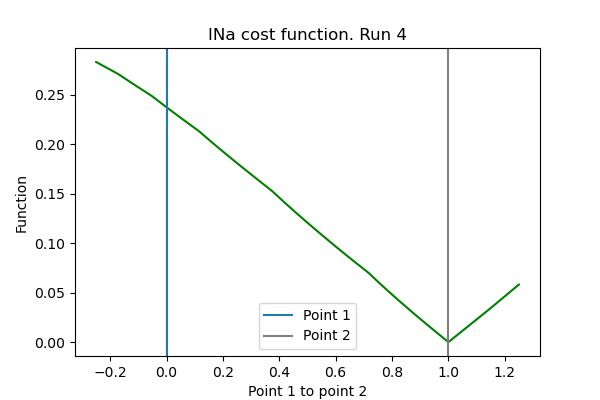 INa cost function. Run 4
Function
0.25
0.20
0.15
0.10
0.05
0.00
Point 1
Point 2
−0.2 0.0 0.2 0.4 0.6 0.8 1.0 1.2
Point 1 to point 2